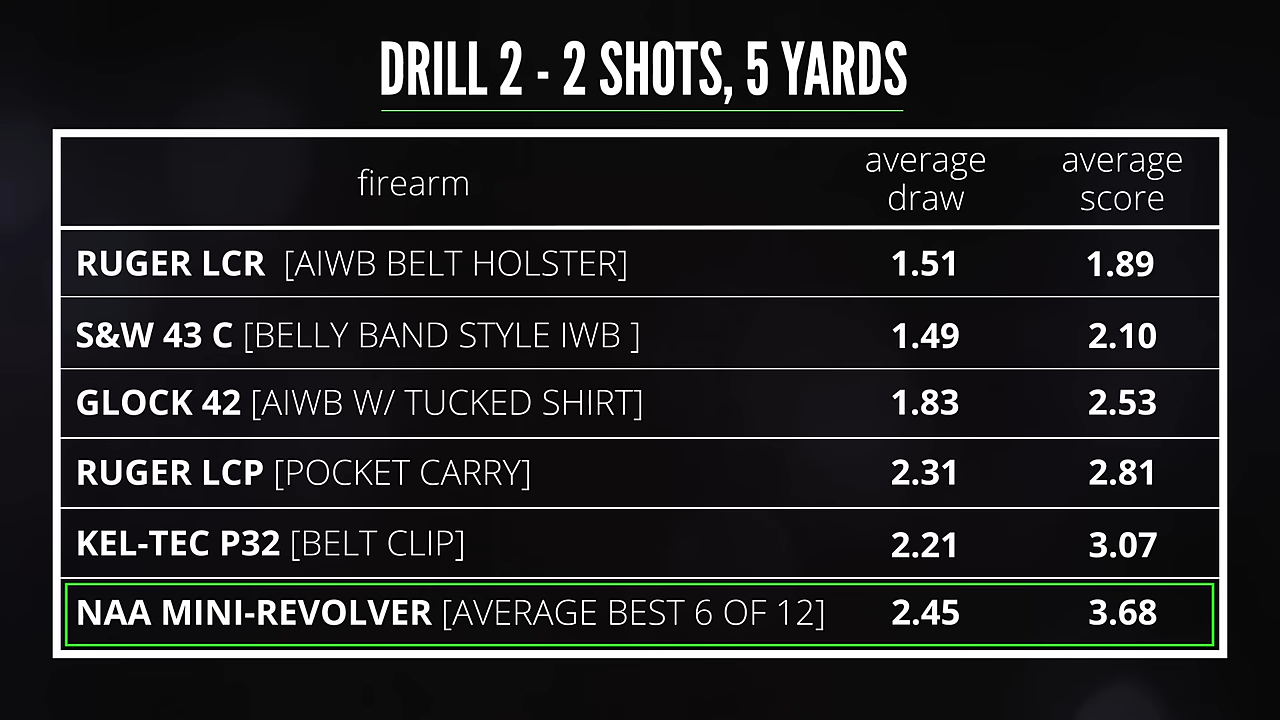 DRILL 2 - 2 SHOTS, 5 YARDS
firearm average draw average score
RUGER LCR [AIWB BELT HOLSTER] 1.51 1.89
S&W 43 C [BELLY BAND STYLE IWB ] 1.49 2.10
GLOCK 42 [AIWB W/ TUCKED SHIRT] 1.83 2.53
RUGER LCP [POCKET CARRY] 2.31 2.81
KEL-TEC P32 [BELT CLIP] 2.21 3.07
NAA MINI-REVOLVER [AVERAGE BEST 6 OF 12] 2.45 3.68